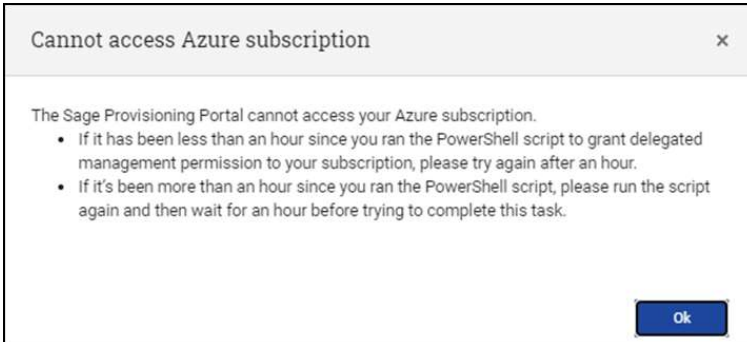 Cannot access Azure subscription ×
The Sage Provisioning Portal cannot access your Azure subscription.
• If it has been less than an hour since you ran the PowerShell script to grant delegated
management permission to your subscription, please try again after an hour.
• If it's been more than an hour since you ran the PowerShell script, please run the script
again and then wait for an hour before trying to complete this task.
Ok